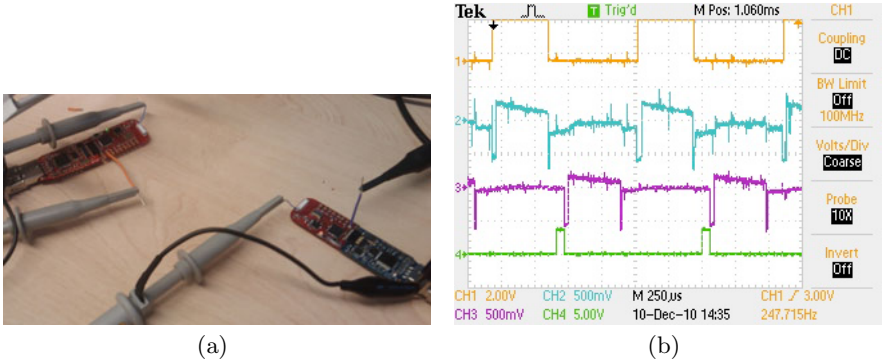 Tek T Trig'd M Pos: 1.060ms CH1
Coupling
DC
BW Limit
Off
100MHz
Volts/Div
Coarse
Probe
10X
Invert
Off
1
2
3
4
CH1 2.00V CH2 500mV M 250µs CH1 / 3.00V
CH3 500mV CH4 5.00V 10-Dec-10 14:35 247.715Hz
(a) (b)